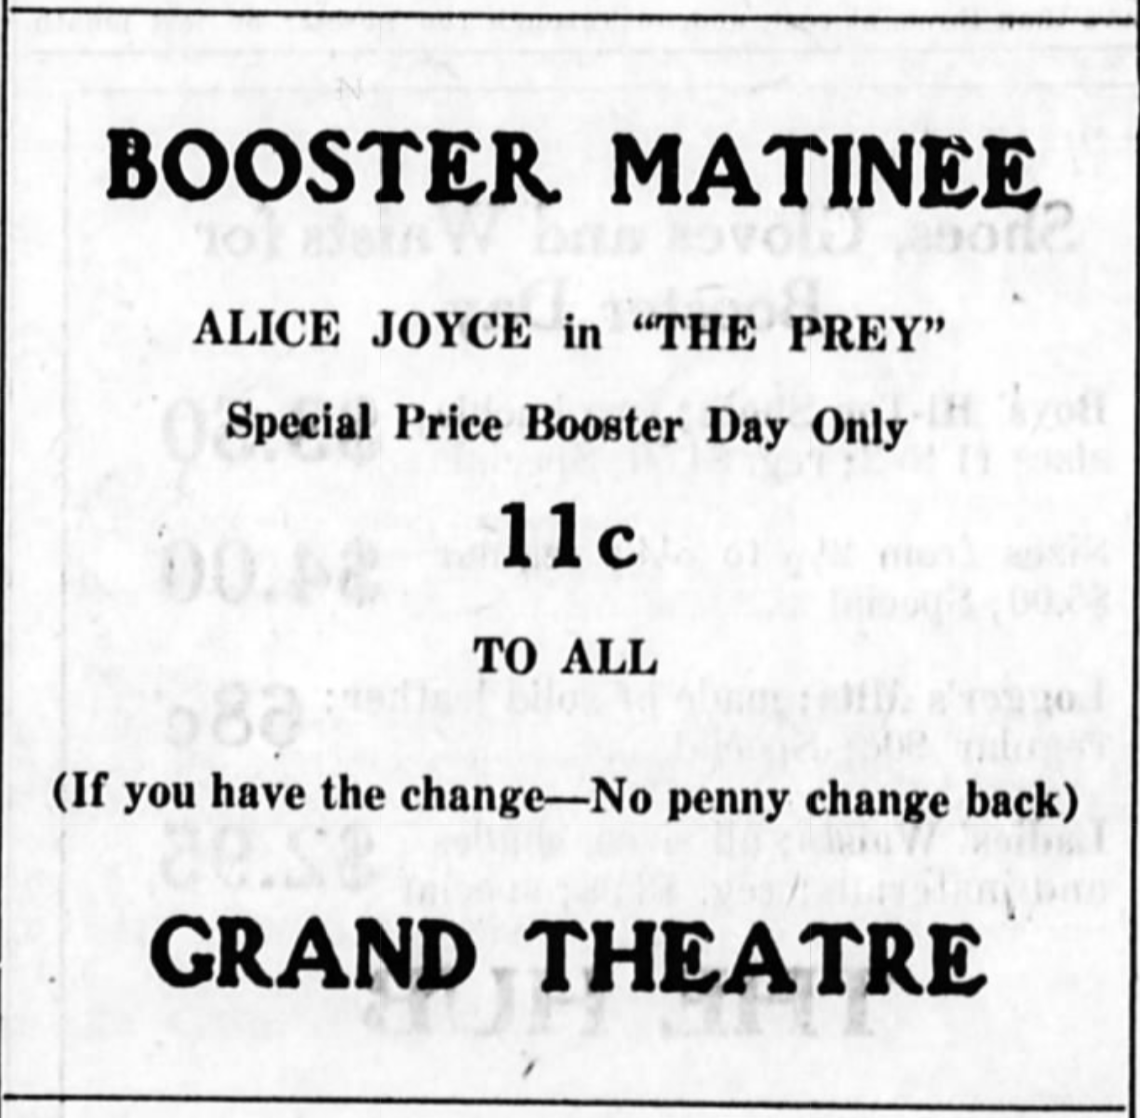 BOOSTER MATINEE
ALICE JOYCE in “THE PREY”
Special Price Booster Day Only
11c
TO ALL
(If you have the change—No penny change back)
GRAND THEATRE